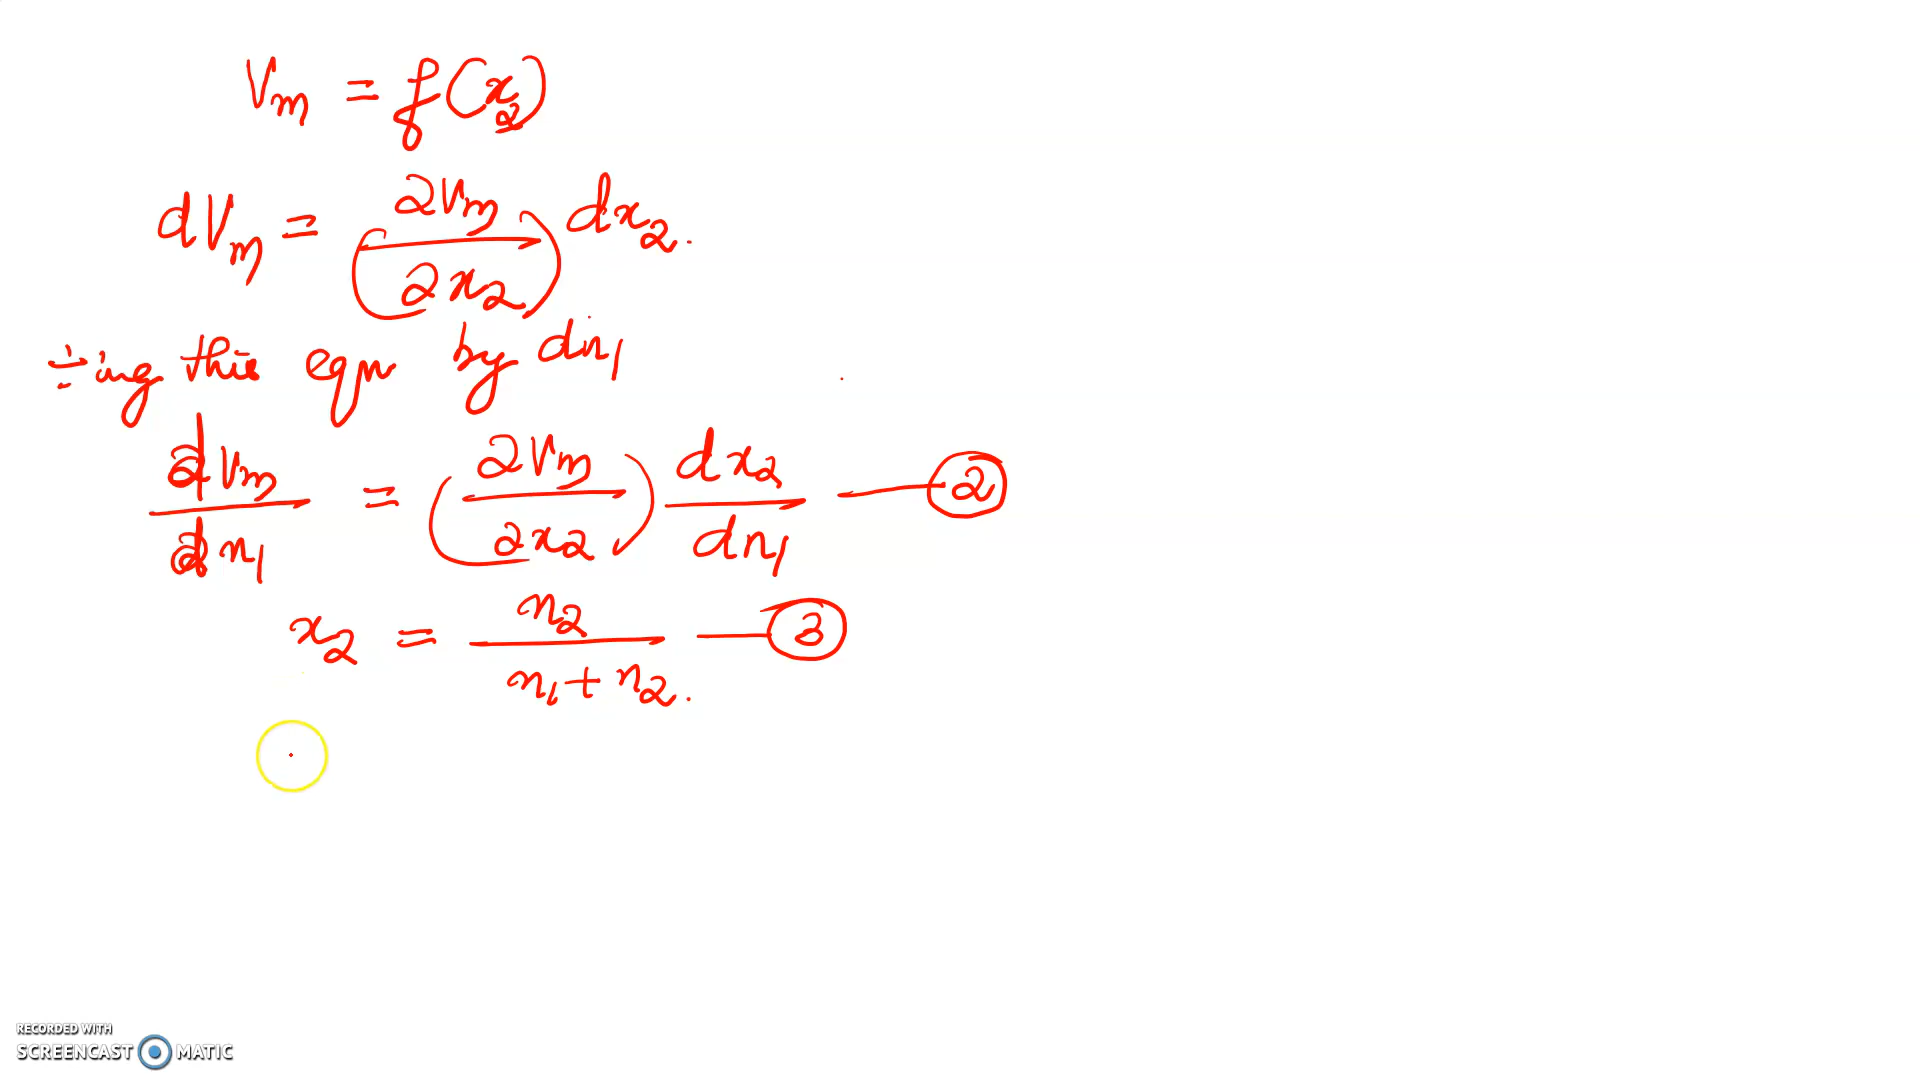 Vm = f(x₂)
dVm = (∂Vm/∂x₂) dx₂.
÷ing this eqn by dn₁
dVm/dn₁ = (∂Vm/∂x₂) dx₂/dn₁ — ②
x₂ = n₂/n₁+n₂. — ③
RECORDED WITH
SCREENCAST MATIC